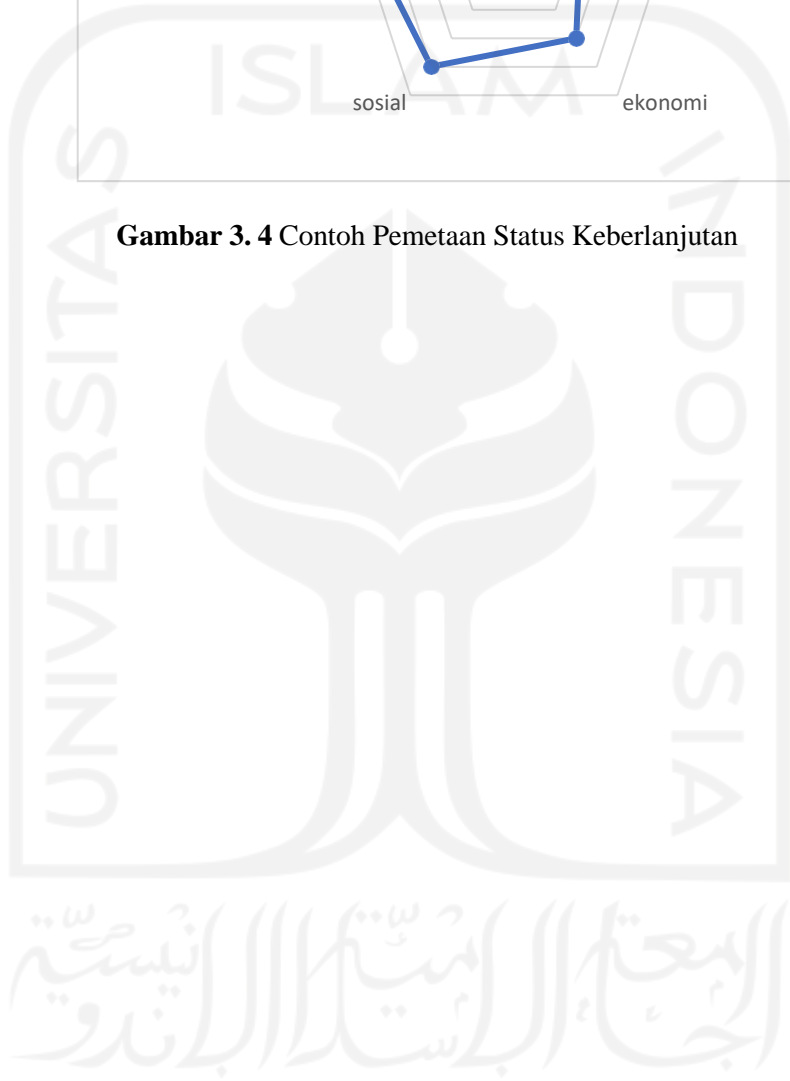 ISLAM
sosial
ekonomi
UNIVERSITAS
INDONESIA
Gambar 3. 4 Contoh Pemetaan Status Keberlanjutan